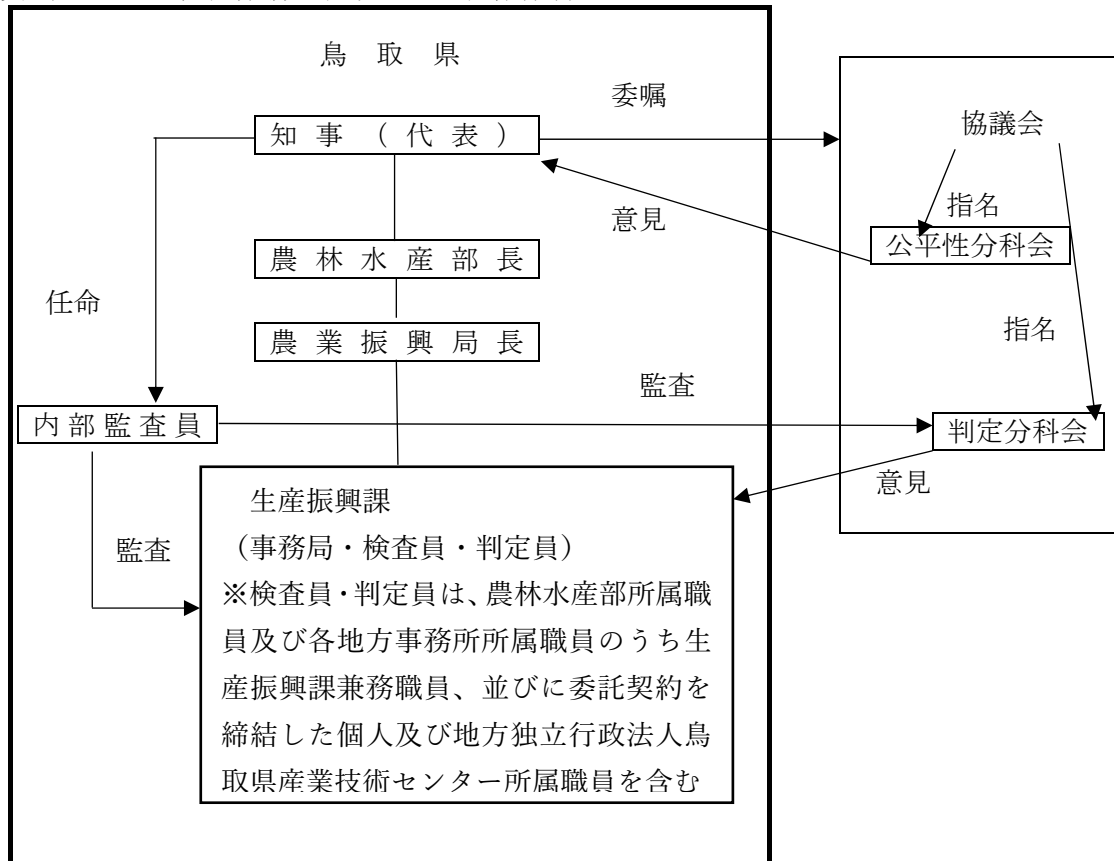 鳥取県
委嘱
知事（代表）
協議会
指名
意見
公平性分科会
農林水産部長
任命
農業振興局長
指名
監査
内部監査員
判定分科会
意見
生産振興課
（事務局・検査員・判定員）
監査
※検査員・判定員は、農林水産部所属職
員及び各地方事務所所属職員のうち生
産振興課兼務職員、並びに委託契約を
締結した個人及び地方独立行政法人鳥
取県産業技術センター所属職員を含む